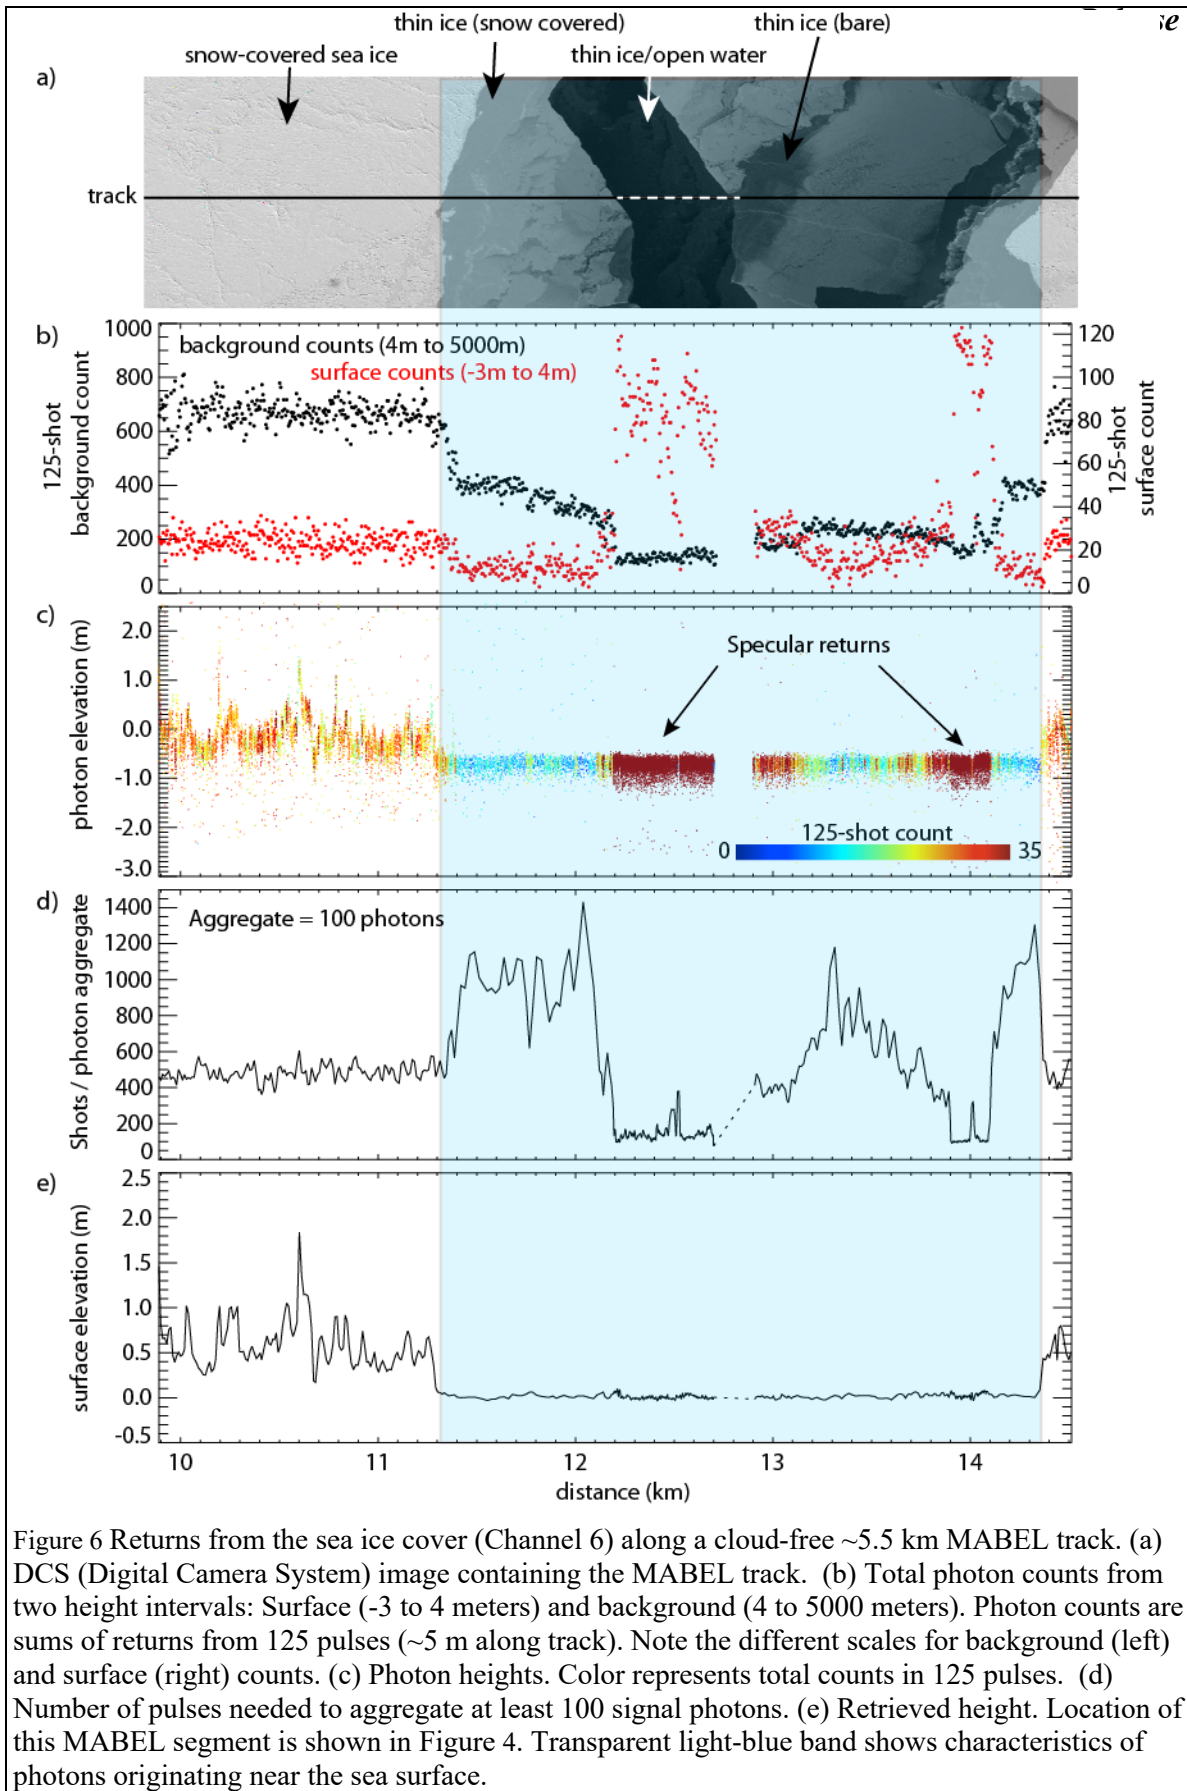 thin ice (snow covered)
thin ice (bare)
snow-covered sea ice
thin ice/open water
a)
track
b)
1000
800
600
400
200
0
125-shot
background count
background counts (4m to 5000m)
surface counts (-3m to 4m)
120
100
80
60
40
20
0
125-shot
surface count
c)
2.0
1.0
0.0
-1.0
-2.0
-3.0
photon elevation (m)
Specular returns
125-shot count
0
35
d)
1400
1200
1000
800
600
400
200
0
Shots / photon aggregate
Aggregate = 100 photons
e)
2.5
2.0
1.5
1.0
0.5
0.0
-0.5
surface elevation (m)
10 11 12 13 14
distance (km)
Figure 6 Returns from the sea ice cover (Channel 6) along a cloud-free ~5.5 km MABEL track. (a)
DCS (Digital Camera System) image containing the MABEL track. (b) Total photon counts from
two height intervals: Surface (-3 to 4 meters) and background (4 to 5000 meters). Photon counts are
sums of returns from 125 pulses (~5 m along track). Note the different scales for background (left)
and surface (right) counts. (c) Photon heights. Color represents total counts in 125 pulses. (d)
Number of pulses needed to aggregate at least 100 signal photons. (e) Retrieved height. Location of
this MABEL segment is shown in Figure 4. Transparent light-blue band shows characteristics of
photons originating near the sea surface.